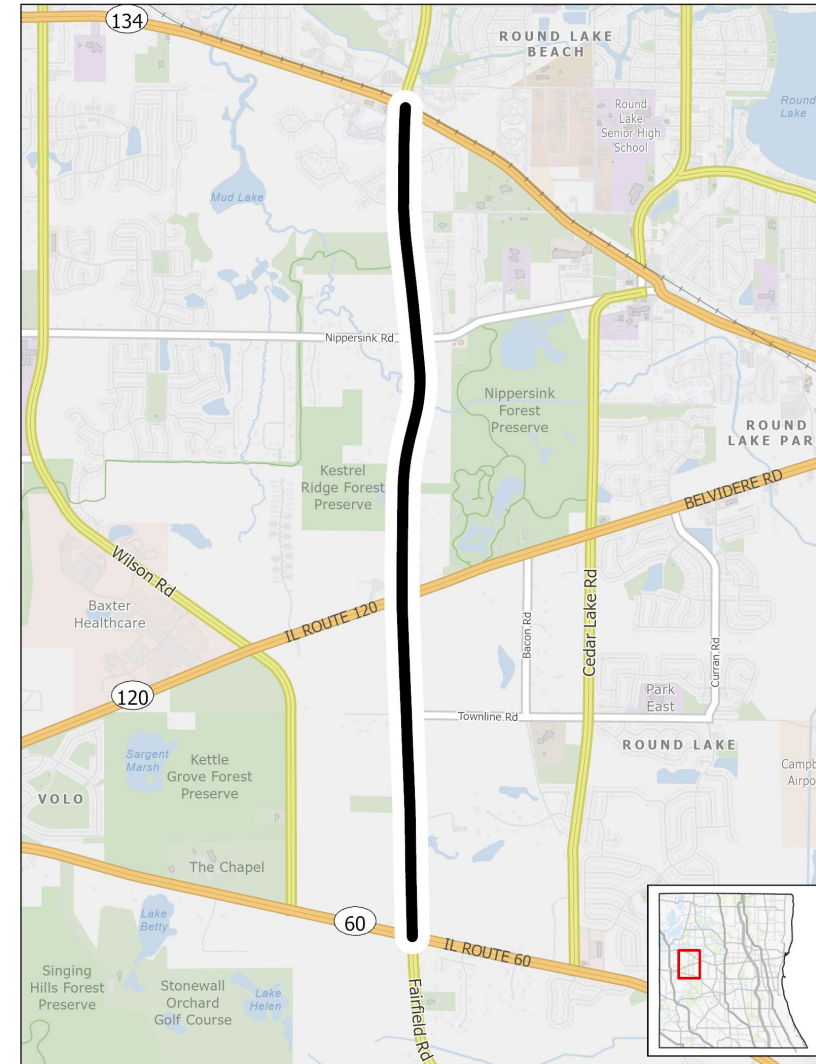 134
ROUND LAKE
BEACH
Round
Lake
Senior High
School
Round
Lake
Mud Lake
Nippersink Rd
Nippersink
Forest
Preserve
ROUND
LAKE PAR
Kestrel
Ridge Forest
Preserve
BELVIDERE RD
Wilson Rd
Baxter
Healthcare
IL ROUTE 120
Bacon Rd
Cedar Lake Rd
Curran Rd
120
Park
East
Townline Rd
ROUND LAKE
Sargent
Marsh
Kettle
Grove Forest
Preserve
Campb
Airpo
VOLO
The Chapel
60
IL ROUTE 60
Lake
Betty
Singing
Hills Forest
Preserve
Stonewall
Orchard
Golf Course
Lake
Helen
Fairfield Rd